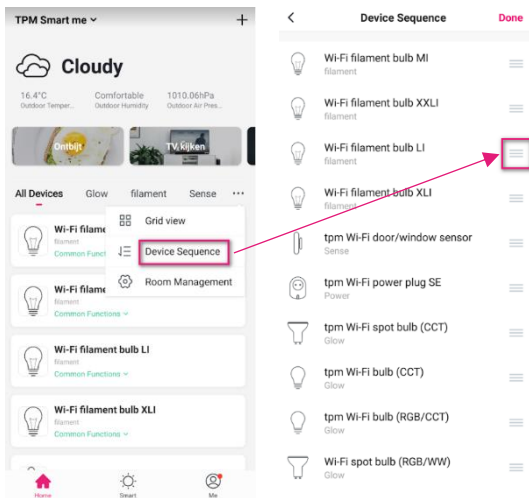 TPM Smart me
Cloudy
16.4°C
Outdoor Temper...
Comfortable
Outdoor Humidity
1010.06hPa
Outdoor Air Pres...
Ontbijt
TV kijken
All Devices Glow filament Sense ...
Grid view
Device Sequence
Room Management
Wi-Fi filame
filament
Common Funct
Wi-Fi filame
filament
Common Functions
Wi-Fi filament bulb LI
filament
Common Functions
Wi-Fi filament bulb XLI
filament
Common Functions
Home Smart Me
Device Sequence Done
Wi-Fi filament bulb MI
filament
Wi-Fi filament bulb XXLI
filament
Wi-Fi filament bulb LI
filament
Wi-Fi filament bulb XLI
filament
tpm Wi-Fi door/window sensor
Sense
tpm Wi-Fi power plug SE
Power
tpm Wi-Fi spot bulb (CCT)
Glow
tpm Wi-Fi bulb (CCT)
Glow
tpm Wi-Fi bulb (RGB/CCT)
Glow
Wi-Fi spot bulb (RGB/WW)
Glow